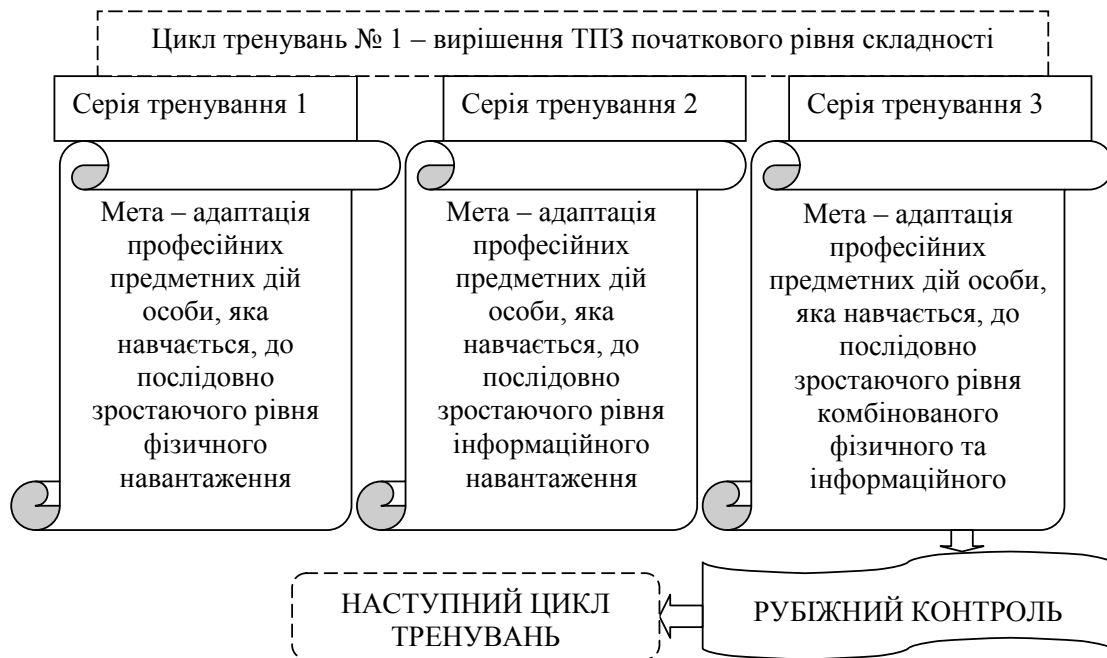 Цикл тренувань № 1 – вирішення ТПЗ початкового рівня складності
Серія тренування 1
Серія тренування 2
Серія тренування 3
Мета – адаптація
професійних
предметних дій
особи, яка
навчається, до
послідовно
зростаючого рівня
фізичного
навантаження
Мета – адаптація
професійних
предметних дій
особи, яка
навчається, до
послідовно
зростаючого рівня
інформаційного
навантаження
Мета – адаптація
професійних
предметних дій особи,
яка навчається, до
послідовно
зростаючого рівня
комбінованого
фізичного та
інформаційного
НАСТУПНИЙ ЦИКЛ
ТРЕНУВАНЬ
РУБІЖНИЙ КОНТРОЛЬ